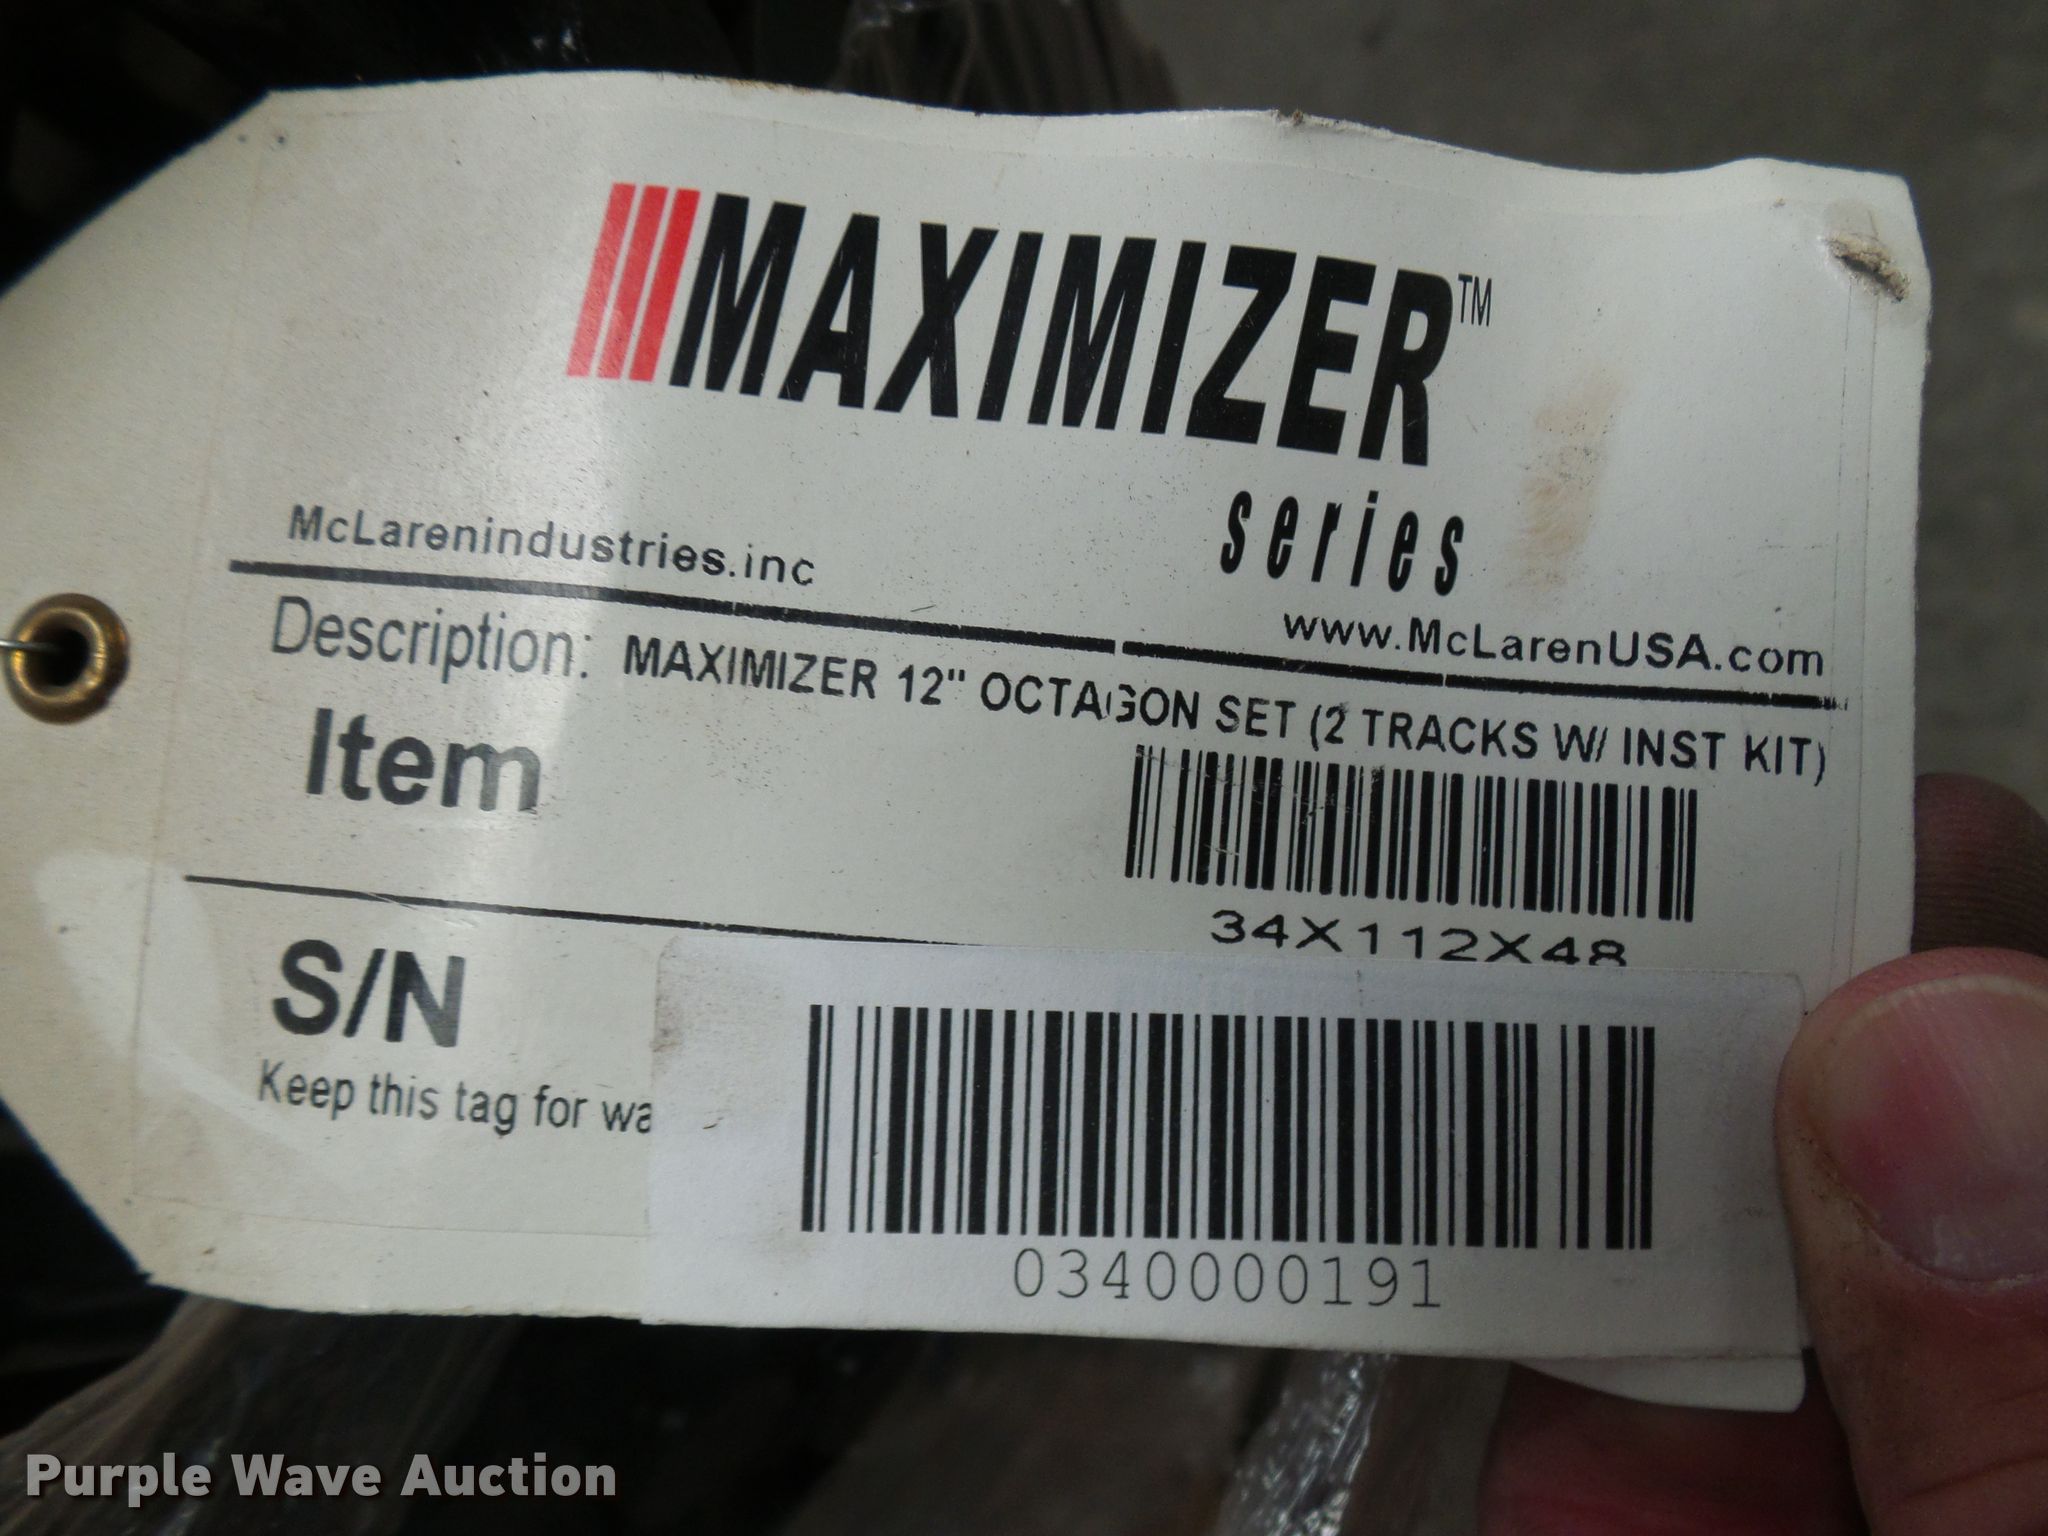 MAXIMIZER™
series
McLarenindustries.inc
www.McLarenUSA.com
Description: MAXIMIZER 12" OCTAGON SET (2 TRACKS W/ INST KIT)
Item
34X112X48
S/N
Keep this tag for wa
0340000191
Purple Wave Auction